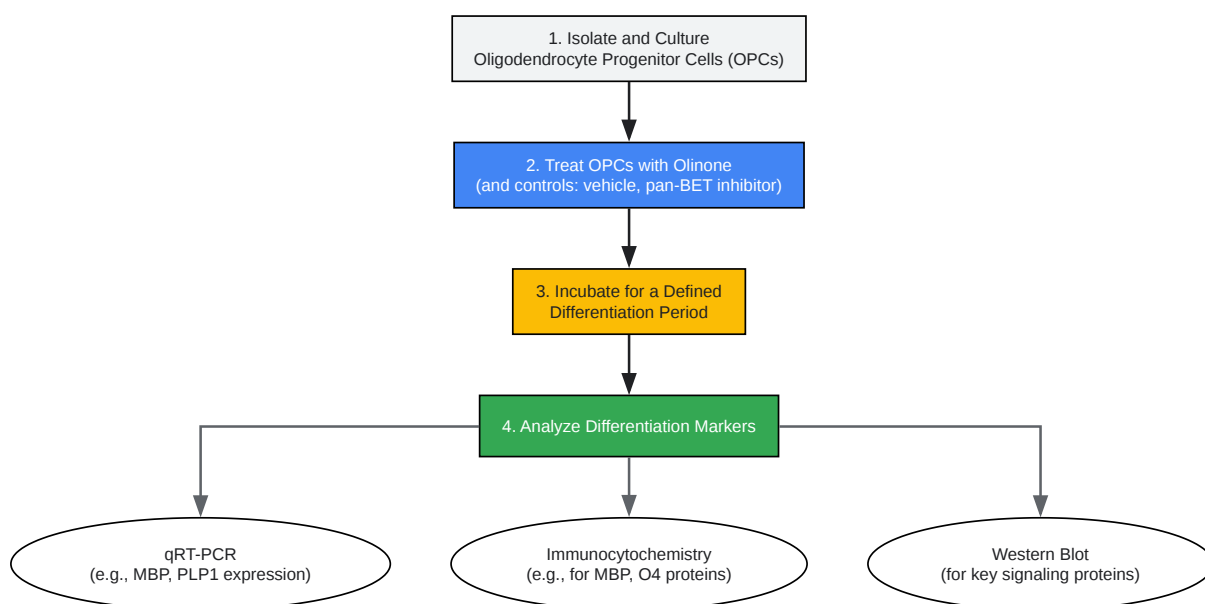 1. Isolate and Culture
Oligodendrocyte Progenitor Cells (OPCs)
2. Treat OPCs with Olinone
(and controls: vehicle, pan-BET inhibitor)
3. Incubate for a Defined
Differentiation Period
4. Analyze Differentiation Markers
qRT-PCR
(e.g., MBP, PLP1 expression)
Immunocytochemistry
(e.g., for MBP, O4 proteins)
Western Blot
(for key signaling proteins)